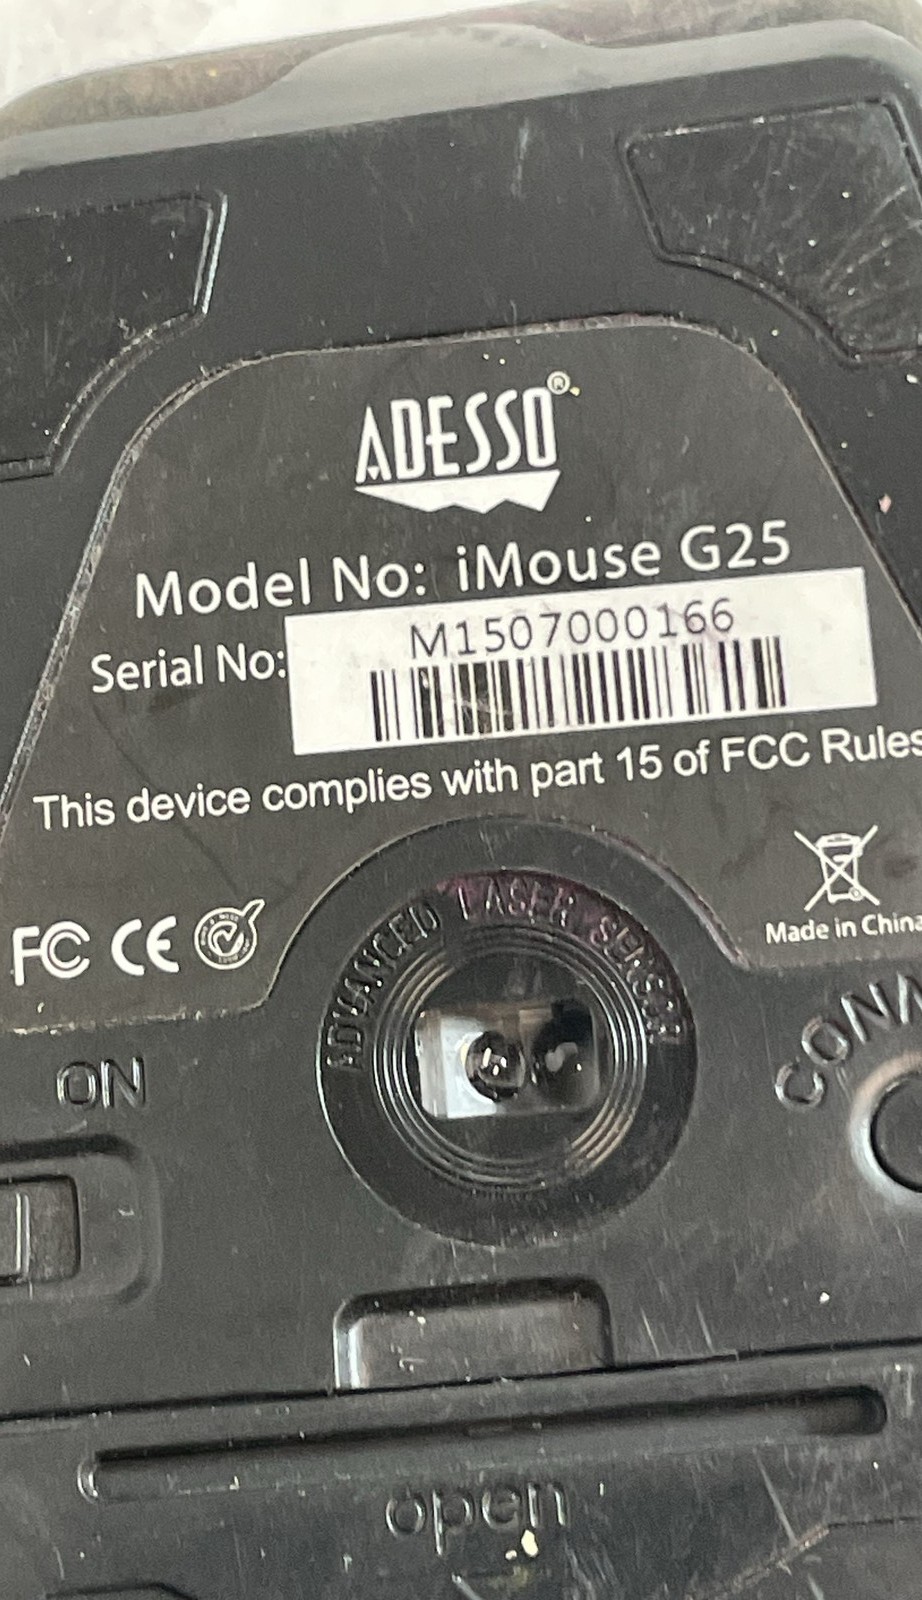 ADESSO®
Model No: iMouse G25
Serial No: M1507000166
This device complies with part 15 of FCC Rules
FC CE
Made in China
ADVANCED LASER SENSOR
ON
open